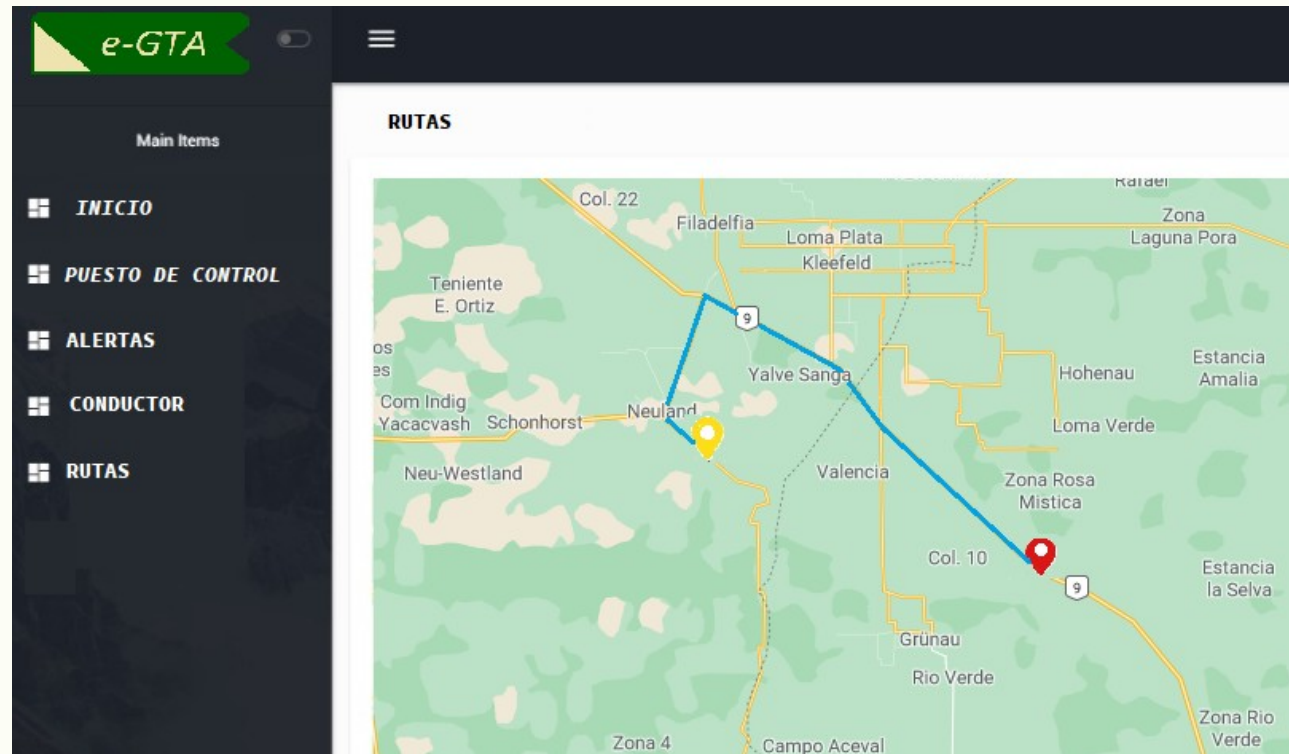 e-GTA
Main Items
INICIO
PUESTO DE CONTROL
ALERTAS
CONDUCTOR
RUTAS
RUTAS
Rafael
Col. 22
Filadelfia
Zona
Laguna Pora
Loma Plata
Kleefeld
Teniente
E. Ortiz
9
os
es
Yalve Sanga
Hohenau
Estancia
Amalia
Com Indig
Yacacvash
Schonhorst
Neuland
Loma Verde
Neu-Westland
Valencia
Zona Rosa
Mistica
Col. 10
9
Estancia
la Selva
Grünau
Rio Verde
Zona Rio
Verde
Zona 4
Campo Aceval